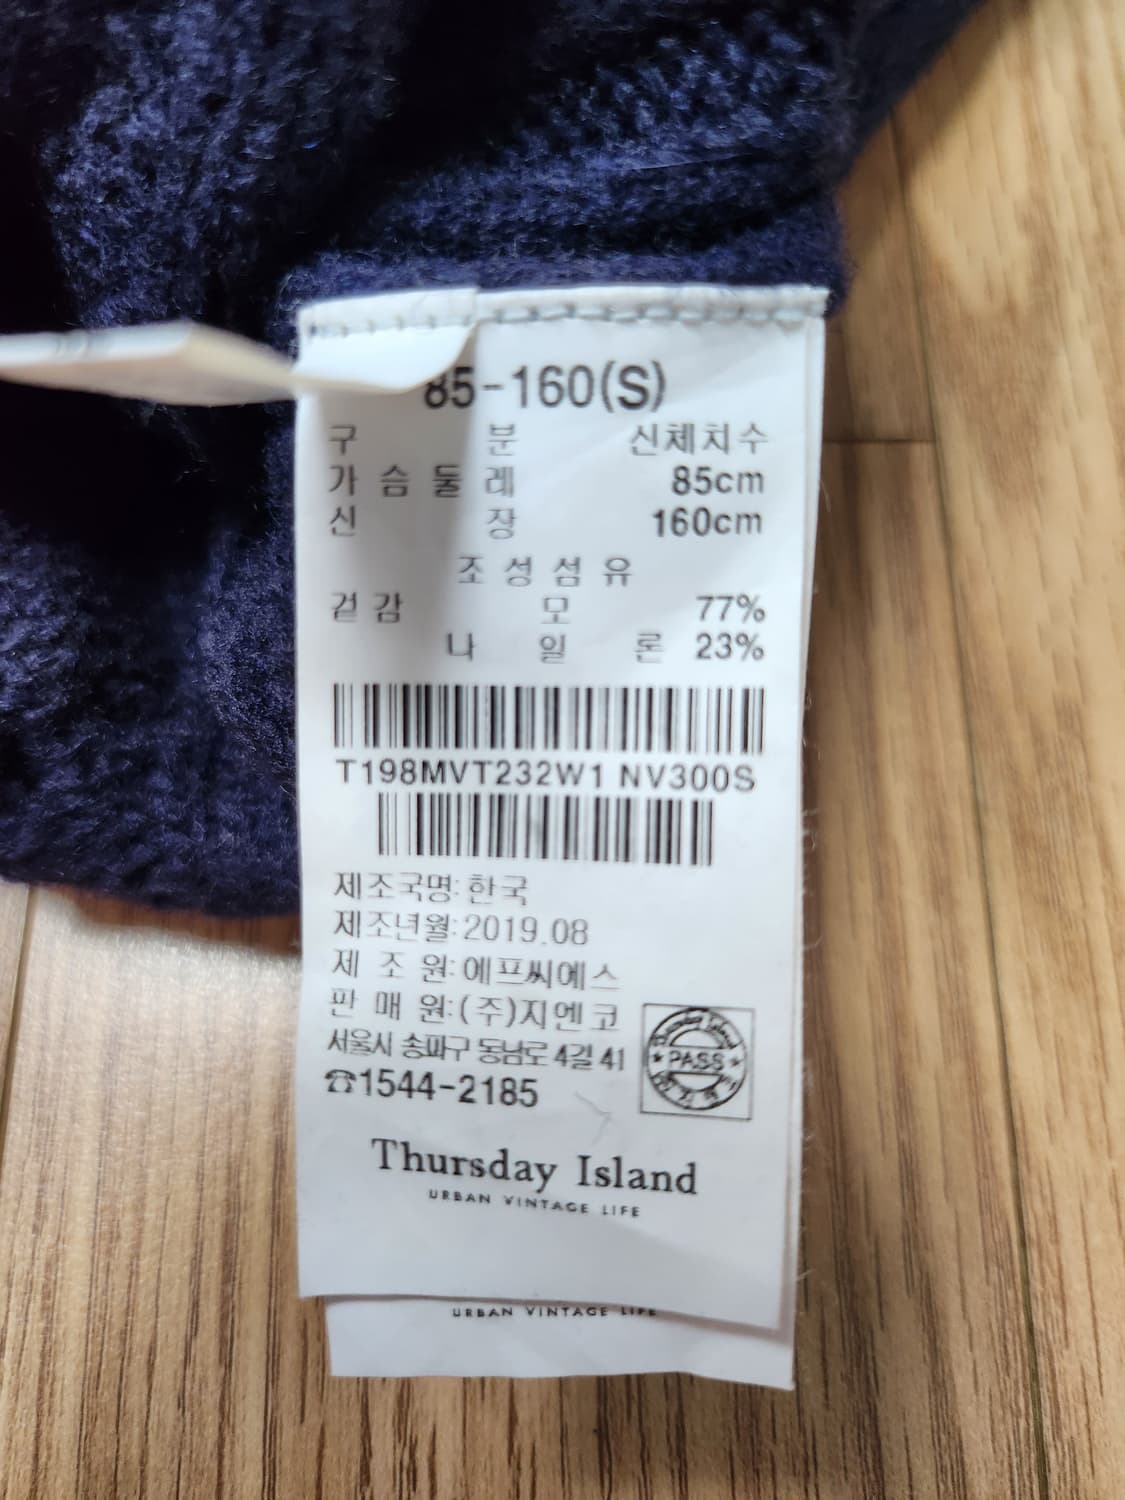 85-160(S)
구 분 신체치수
가슴둘레 85cm
신 장 160cm
조성섬유
겉감 모 77%
나 일 론 23%
T198MVT232W1 NV300S
제조국명: 한국
제조년월: 2019.08
제 조 원: 에프씨에스
판 매 원: (주)지엔코
서울시 송파구 동남로 4길 41
☎1544-2185
Thursday Island
PASS
Thursday Island
URBAN VINTAGE LIFE
URBAN VINTAGE LIFE